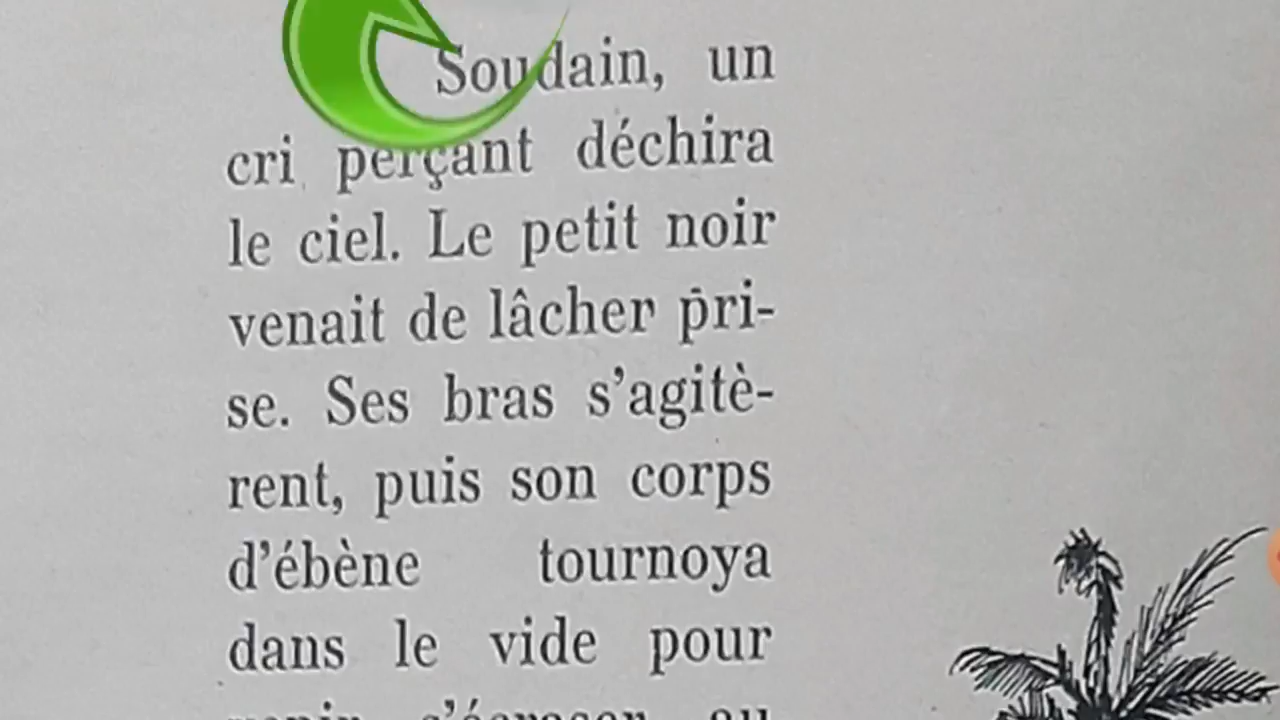 Soudain, un
cri perçant déchira
le ciel. Le petit noir
venait de lâcher pri-
se. Ses bras s'agitè-
rent, puis son corps
d'ébène tournoya
dans le vide pour